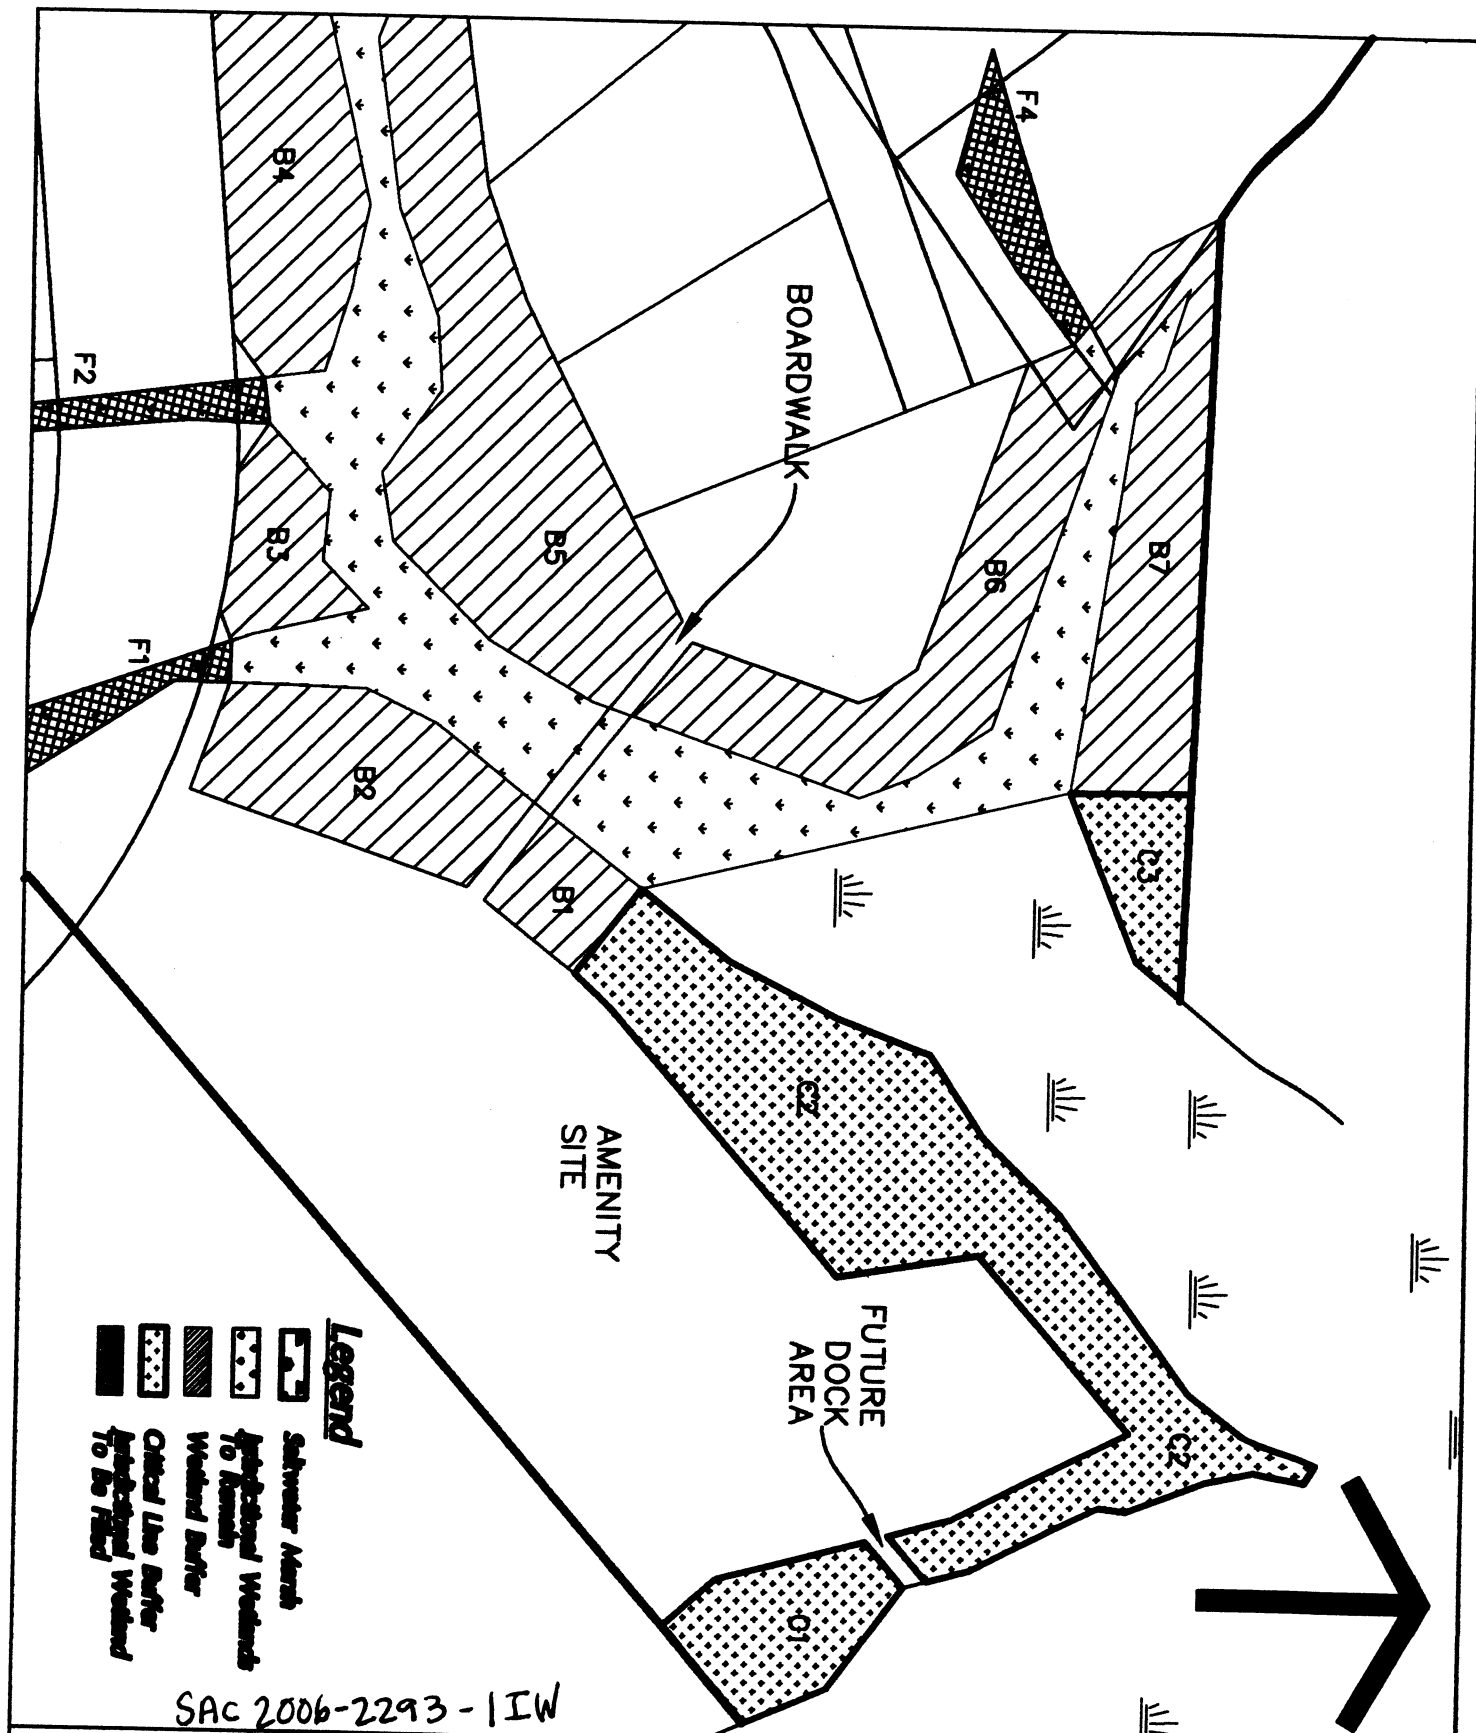 F4
B4
BOARDWALK
F2
B5
B3
B6
B7
F1
B2
C3
B1
C2
AMENITY
SITE
FUTURE
DOCK
AREA
C2
C1
Legend
Saltwater Marsh
Jurisdictional Wetlands
To Remain
Wetland Buffer
Critical Line Buffer
Jurisdictional Wetland
To Be Filled
SAC 2006-2293-1IW